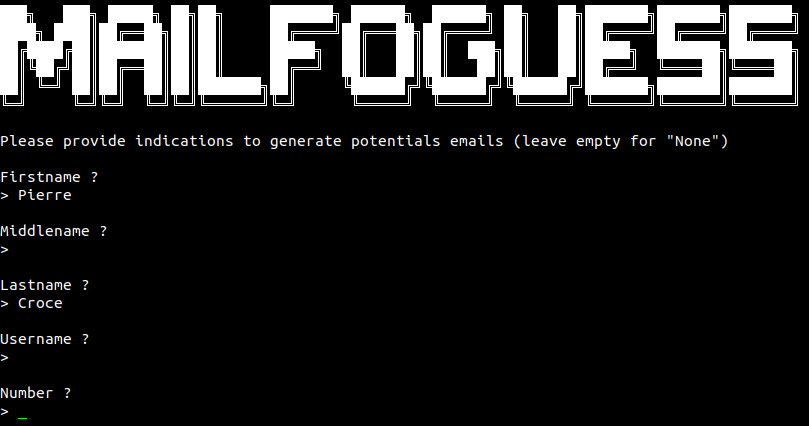 MAILFOGUESS
Please provide indications to generate potentials emails (leave empty for "None")
Firstname ?
> Pierre
Middlename ?
>
Lastname ?
> Croce
Username ?
>
Number ?
> _